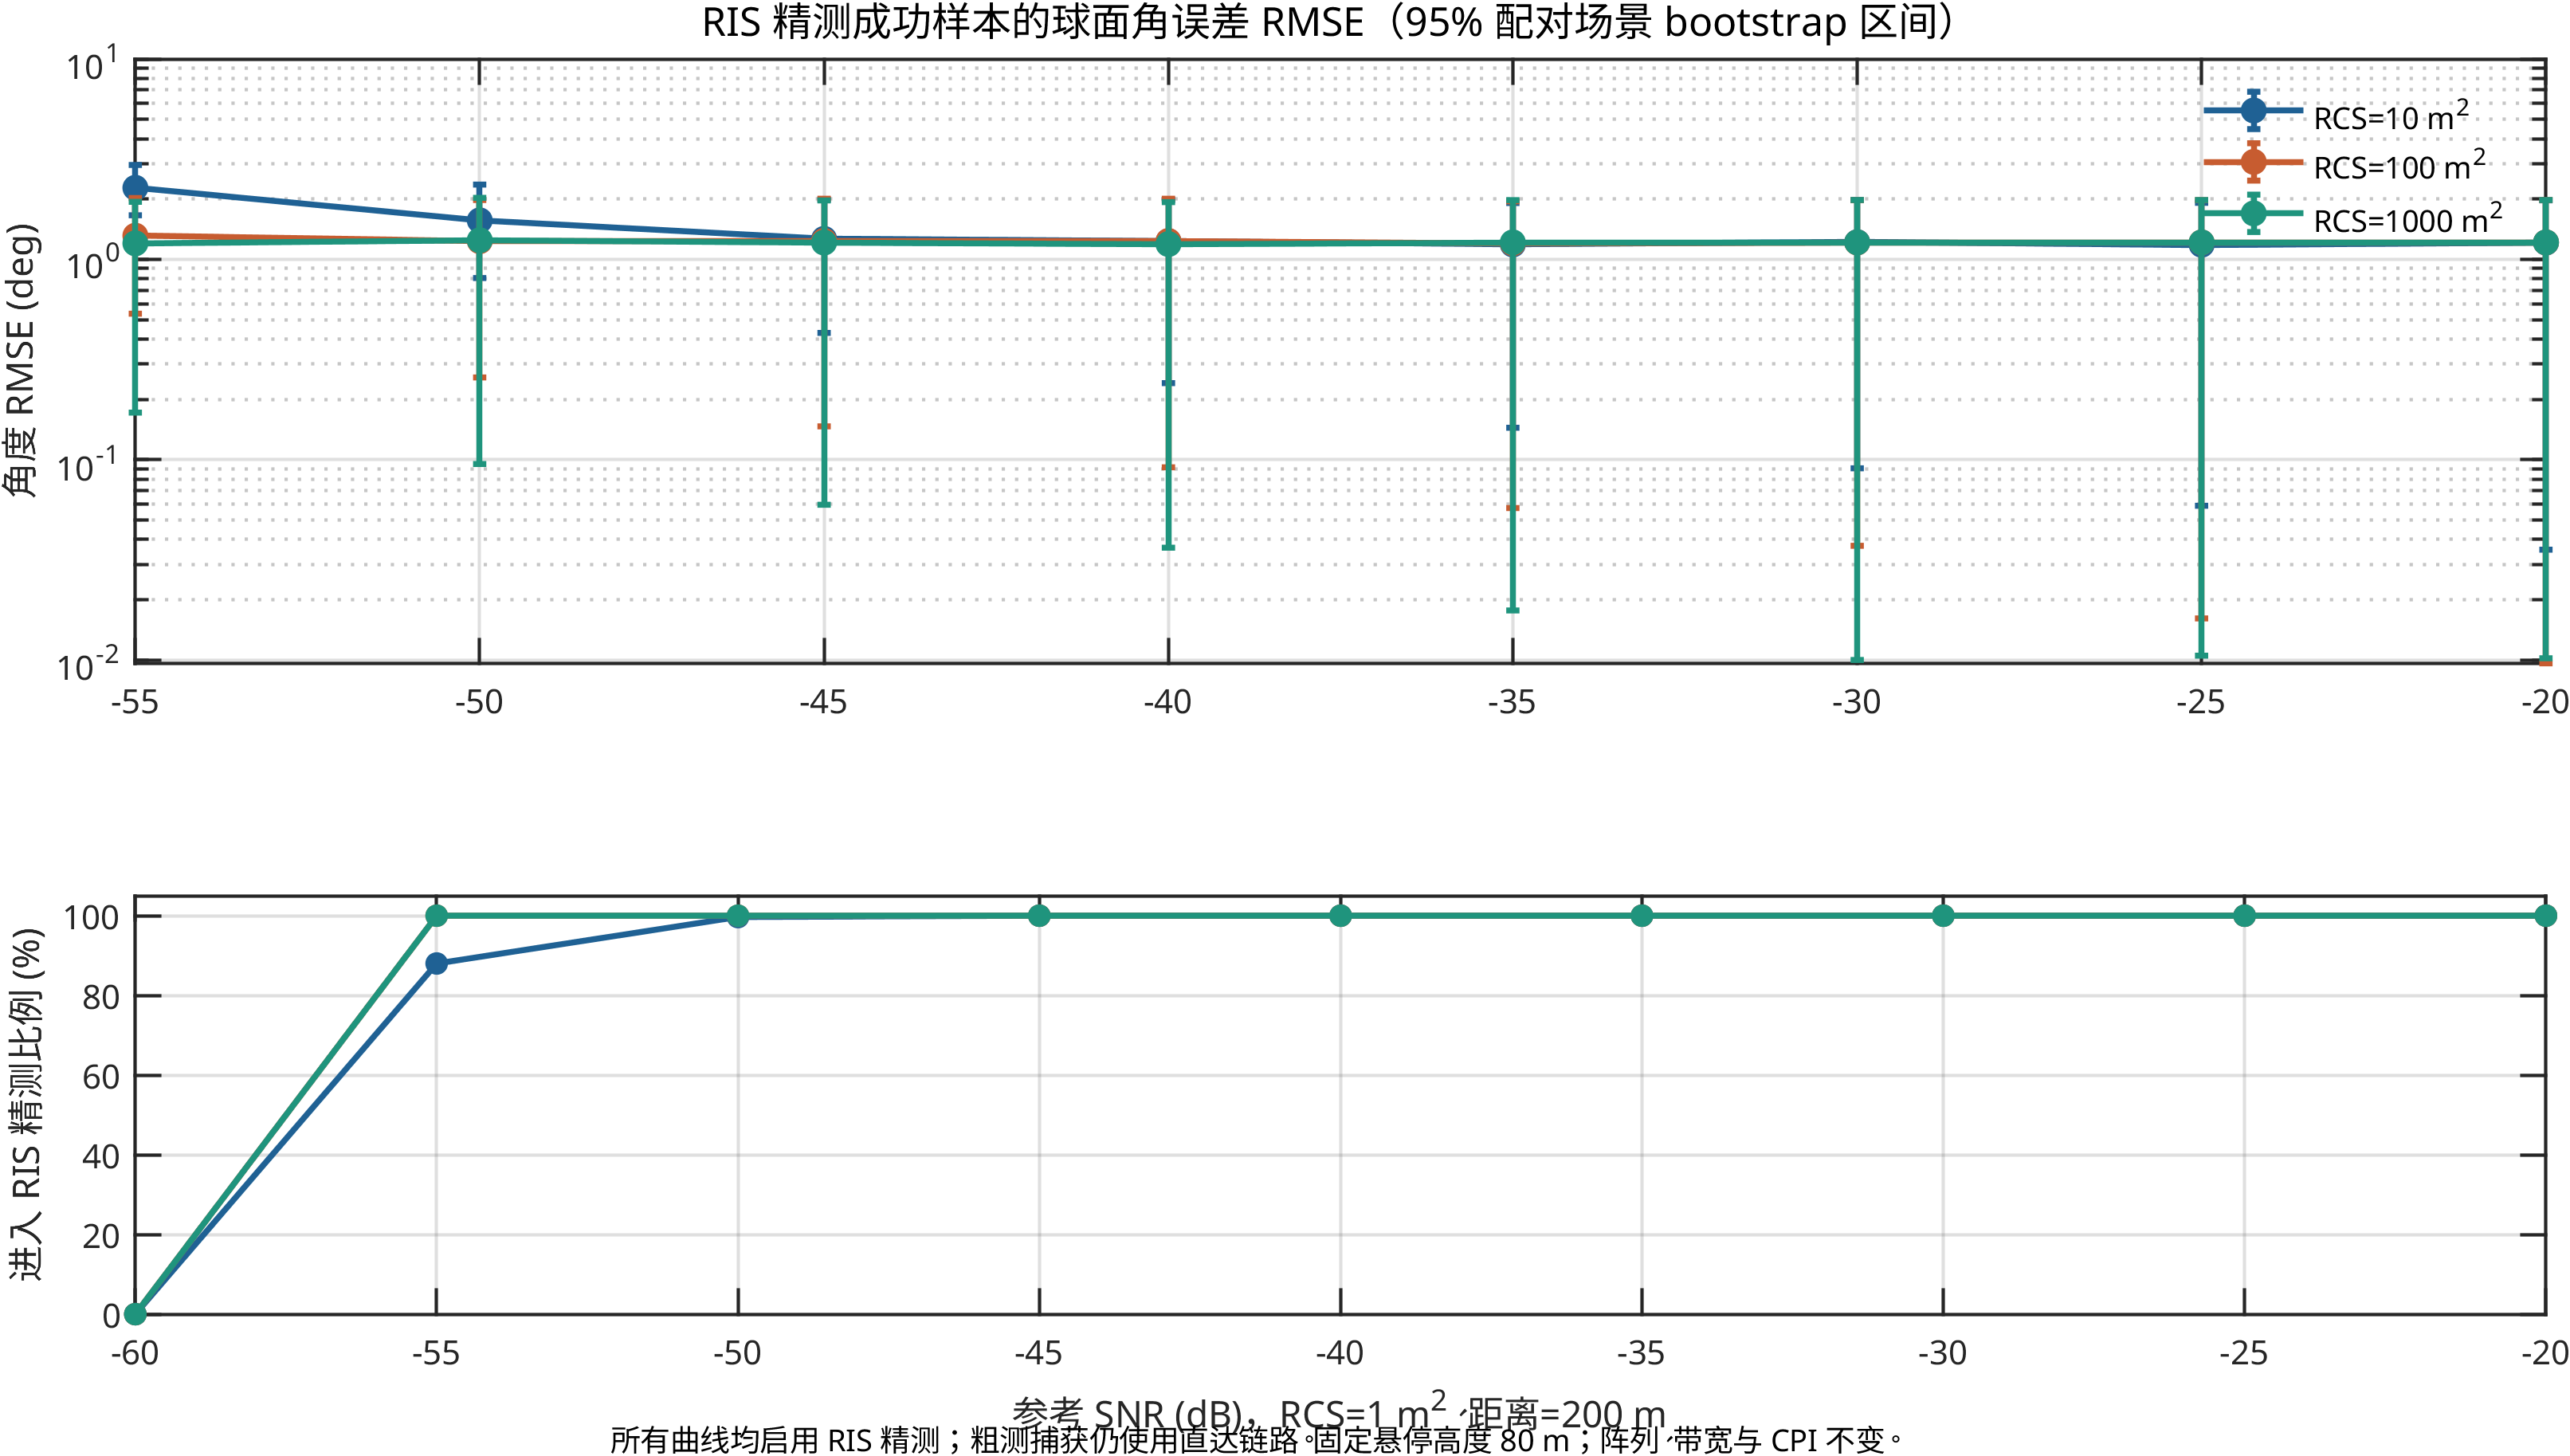 RIS 精测成功样本的球面角误差 RMSE（95% 配对场景 bootstrap 区间）
角度 RMSE (deg)
10^1
10^0
10^-1
10^-2
RCS=10 m^2
RCS=100 m^2
RCS=1000 m^2
-55 -50 -45 -40 -35 -30 -25 -20
进入 RIS 精测比例 (%)
100
80
60
40
20
0
-60 -55 -50 -45 -40 -35 -30 -25 -20
参考 SNR (dB)，RCS=1 m^2、距离=200 m
所有曲线均启用 RIS 精测；粗测捕获仍使用直达链路。固定悬停高度 80 m；阵列、带宽与 CPI 不变。